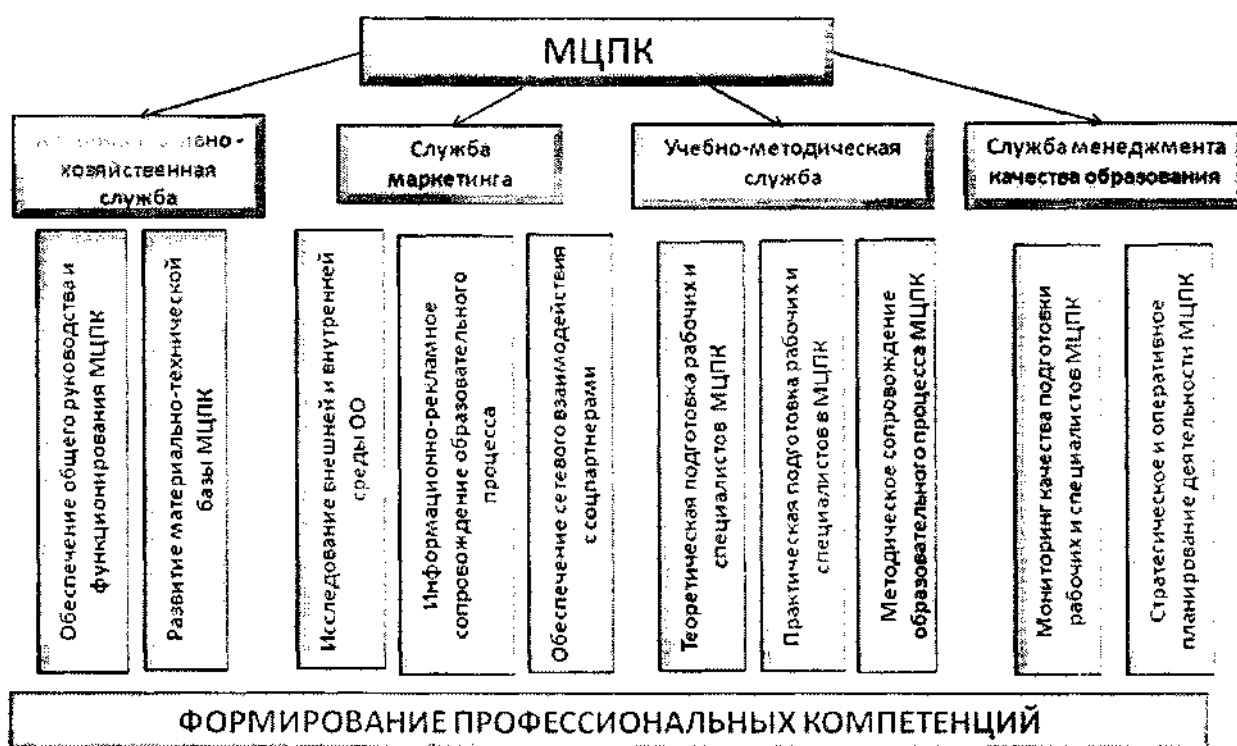 МЦПК
хозяйственная
служба
Служба
маркетинга
Учебно-методическая
служба
Служба менеджмента
качества образования
Обеспечение общего руководства и
функционирования МЦПК
Развитие материально-технической
базы МЦПК
Исследование внешней и внутренней
среды ОО
Информационно-рекламное
сопровождение образовательного
процесса
Обеспечение сетевого взаимодействия
с соцпартнерами
Теоретическая подготовка рабочих и
специалистов МЦПК
Практическая подготовка рабочих и
специалистов в МЦПК
Методическое сопровождение
образовательного процесса МЦПК
Мониторинг качества подготовки
рабочих и специалистов МЦПК
Стратегическое и оперативное
планирование деятельности МЦПК
ФОРМИРОВАНИЕ ПРОФЕССИОНАЛЬНЫХ КОМПЕТЕНЦИЙ